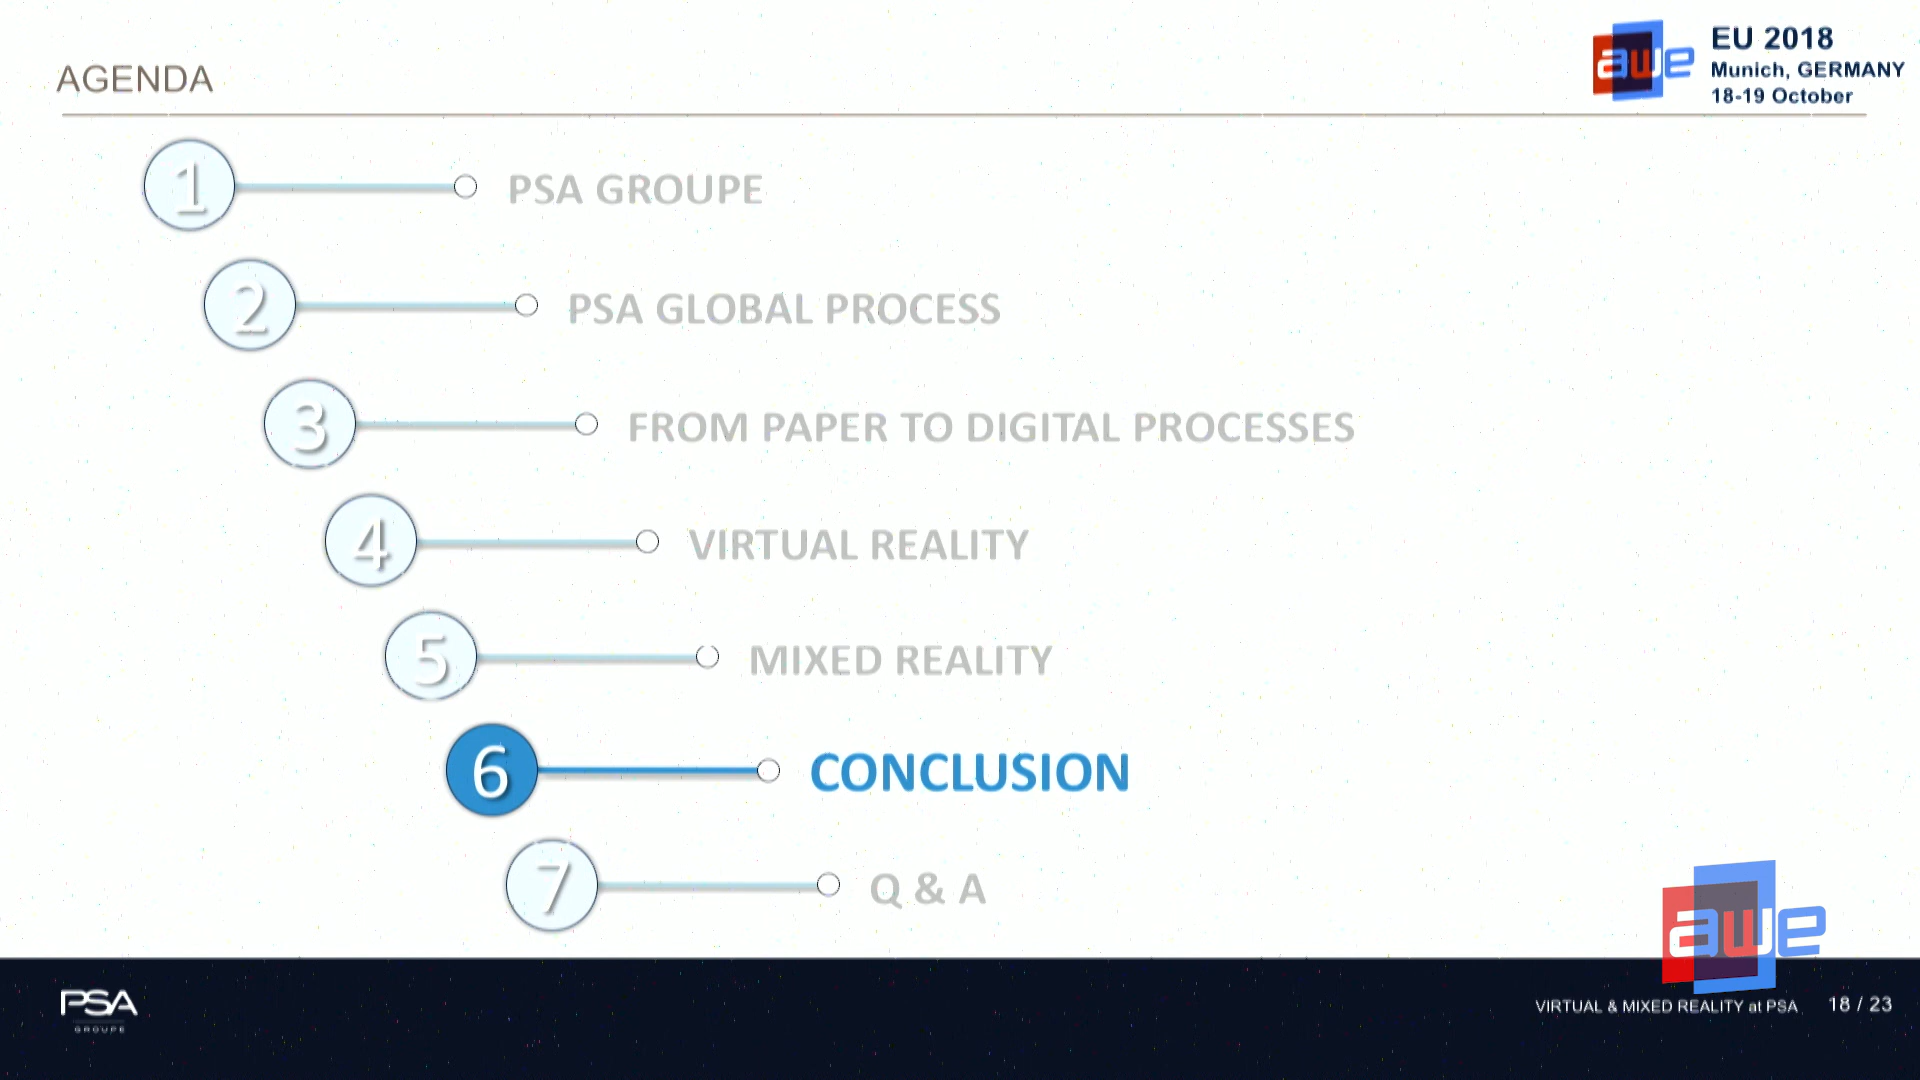 AGENDA
awe
EU 2018
Munich, GERMANY
18-19 October
1 PSA GROUPE
2 PSA GLOBAL PROCESS
3 FROM PAPER TO DIGITAL PROCESSES
4 VIRTUAL REALITY
5 MIXED REALITY
6 CONCLUSION
7 Q & A
awe
PSA
GROUPE
VIRTUAL & MIXED REALITY at PSA 18 / 23